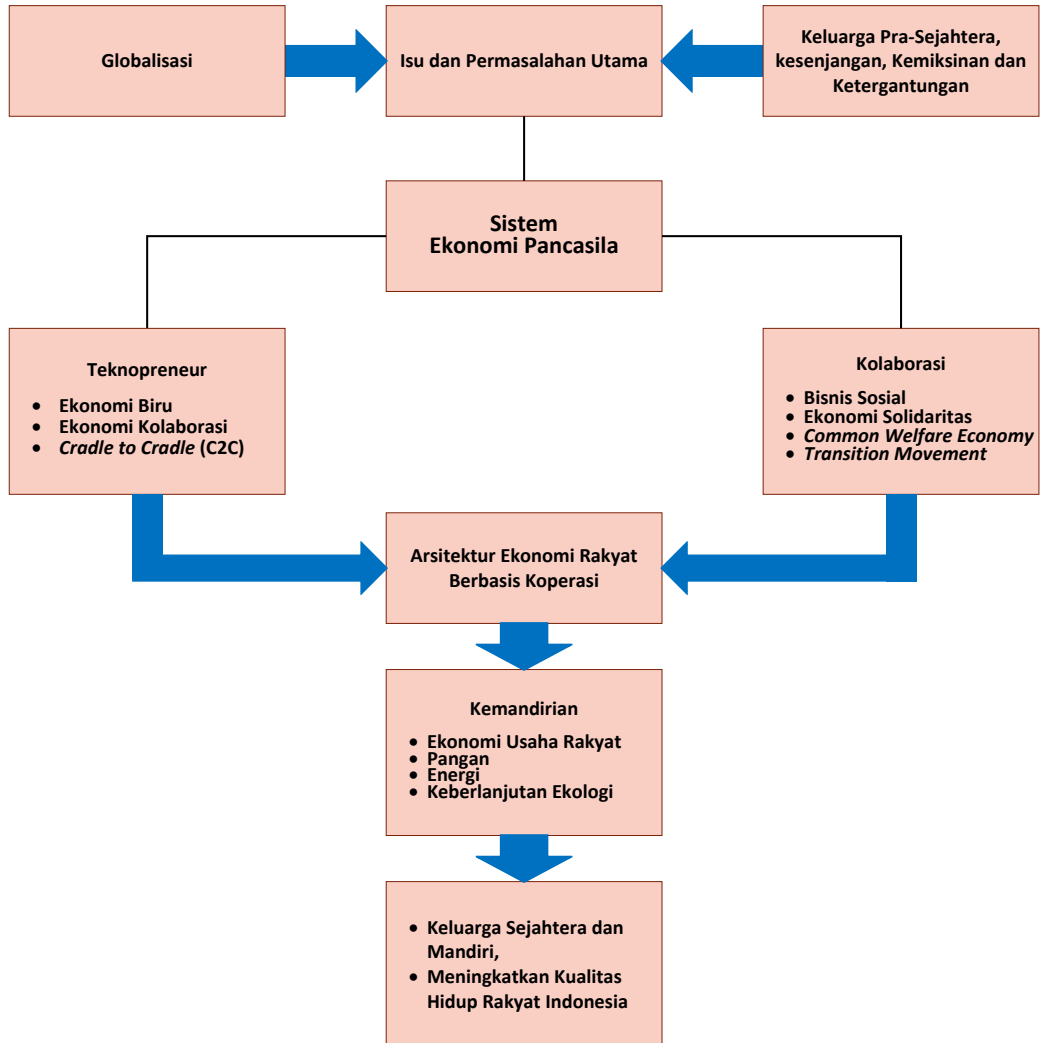 Globalisasi
Isu dan Permasalahan Utama
Keluarga Pra-Sejahtera,
kesenjangan, Kemiksinan dan
Ketergantungan
Sistem
Ekonomi Pancasila
Teknopreneur
• Ekonomi Biru
• Ekonomi Kolaborasi
• Cradle to Cradle (C2C)
Kolaborasi
• Bisnis Sosial
• Ekonomi Solidaritas
• Common Welfare Economy
• Transition Movement
Arsitektur Ekonomi Rakyat
Berbasis Koperasi
Kemandirian
• Ekonomi Usaha Rakyat
• Pangan
• Energi
• Keberlanjutan Ekologi
• Keluarga Sejahtera dan
Mandiri,
• Meningkatkan Kualitas
Hidup Rakyat Indonesia